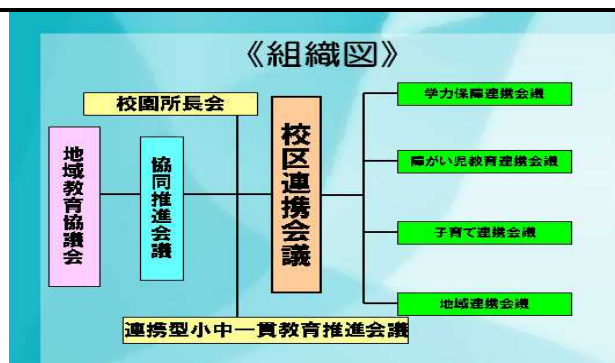 《組織図》
校園所長会
地域教育協議会
協同推進会議
校区連携会議
連携型小中一貫教育推進会議
学力保障連携会議
障がい児教育連携会議
子育て連携会議
地域連携会議